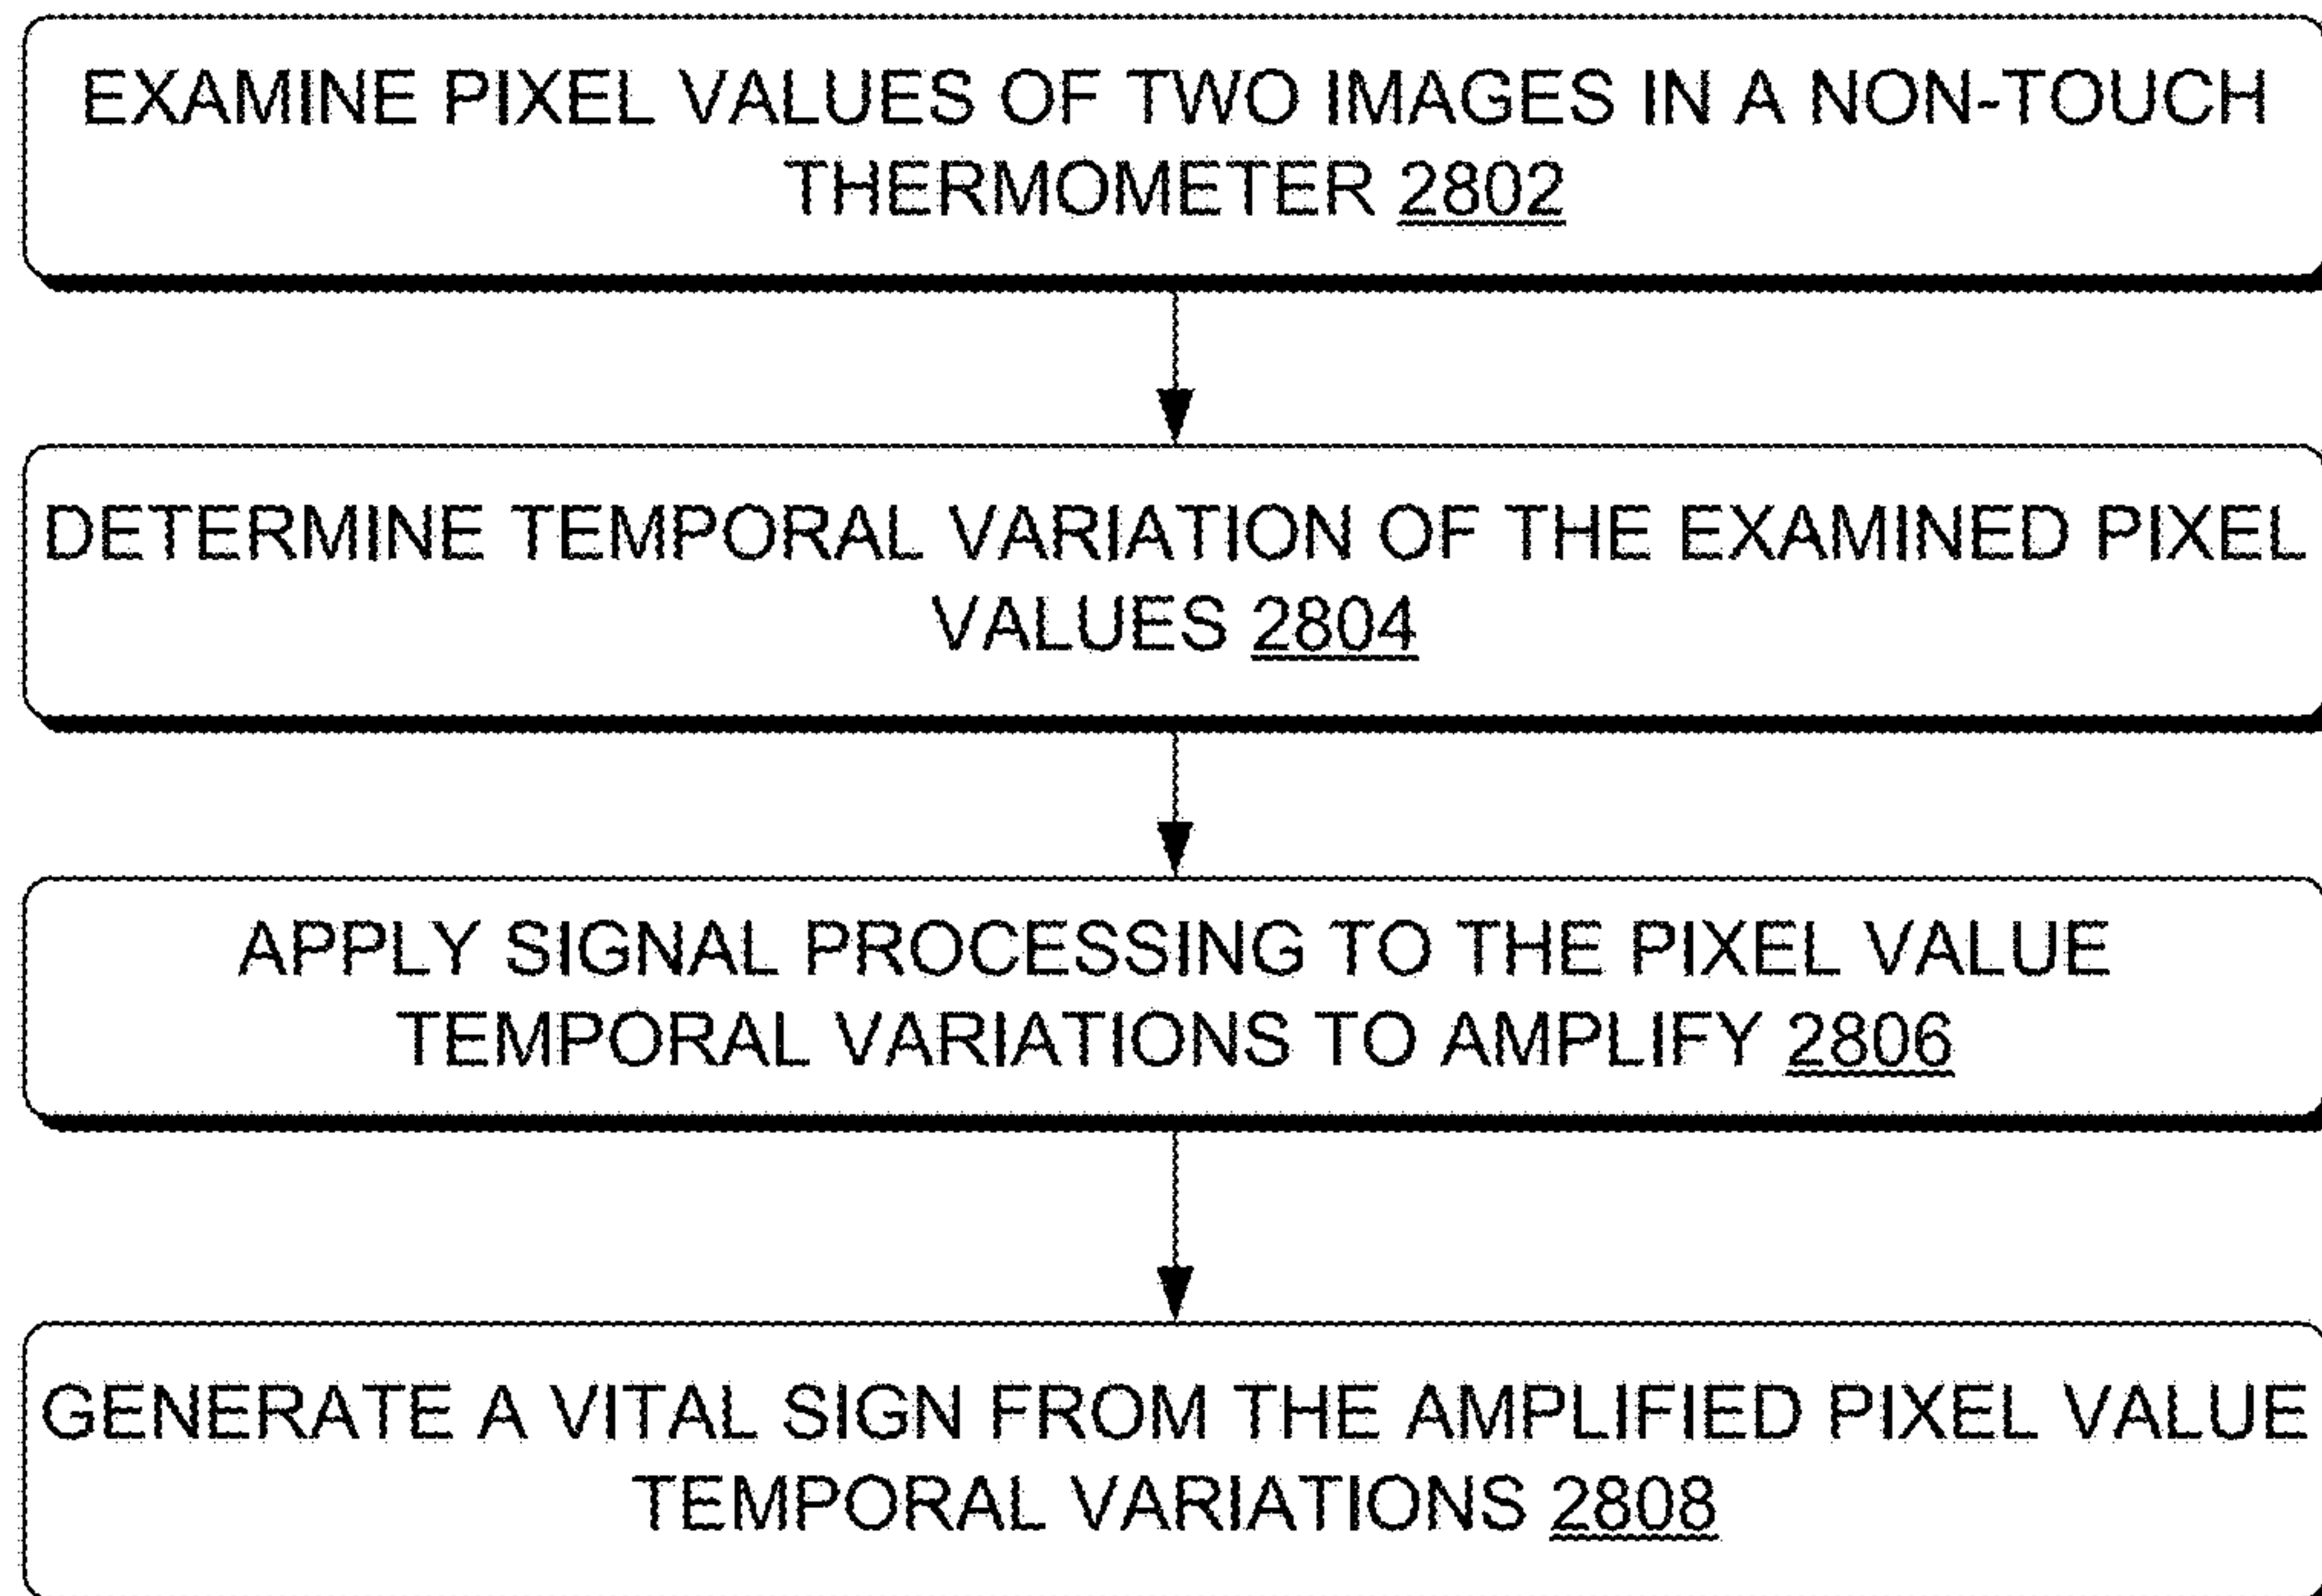 EXAMINE PIXEL VALUES OF TWO IMAGES IN A NON-TOUCH
THERMOMETER 2802
DETERMINE TEMPORAL VARIATION OF THE EXAMINED PIXEL
VALUES 2804
APPLY SIGNAL PROCESSING TO THE PIXEL VALUE
TEMPORAL VARIATIONS TO AMPLIFY 2806
GENERATE A VITAL SIGN FROM THE AMPLIFIED PIXEL VALUE
TEMPORAL VARIATIONS 2808